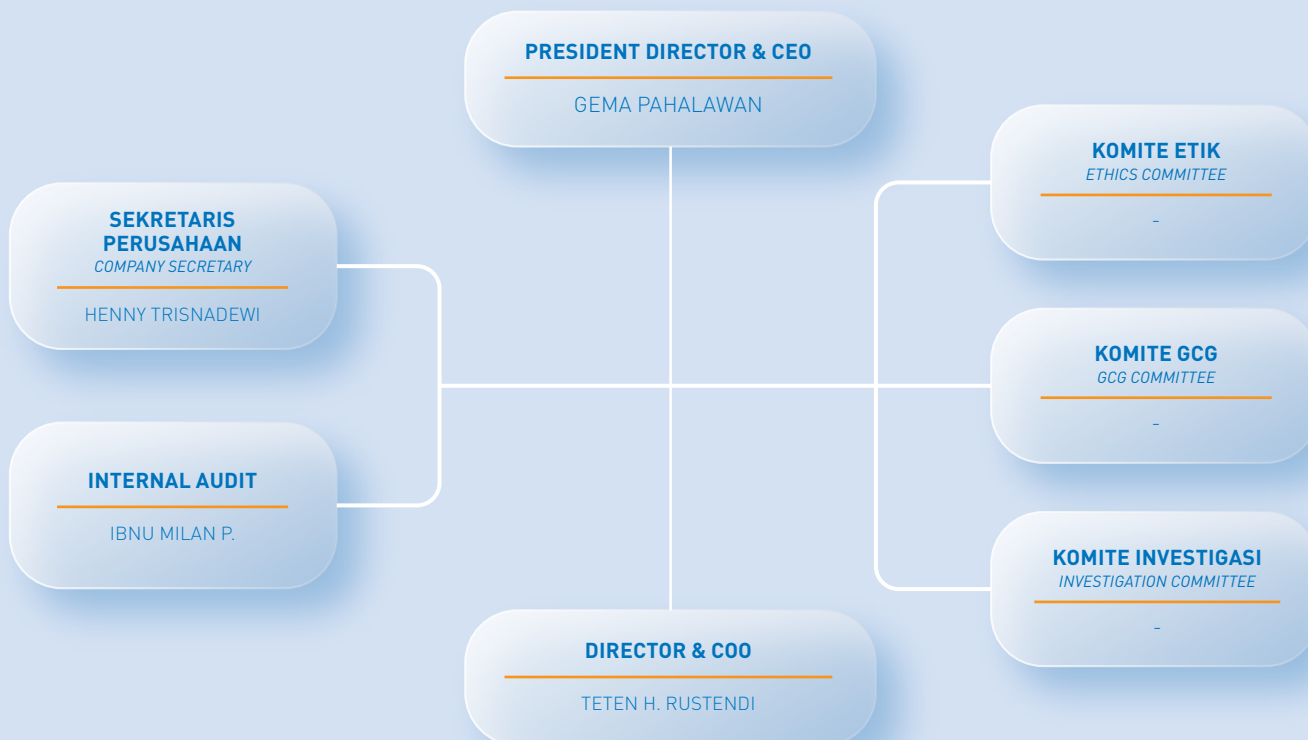 PRESIDENT DIRECTOR & CEO
GEMA PAHALAWAN
SEKRETARIS
PERUSAHAAN
COMPANY SECRETARY
HENNY TRISNADEWI
INTERNAL AUDIT
IBNU MILAN P.
KOMITE ETIK
ETHICS COMMITTEE
-
KOMITE GCG
GCG COMMITTEE
-
KOMITE INVESTIGASI
INVESTIGATION COMMITTEE
-
DIRECTOR & COO
TETEN H. RUSTENDI